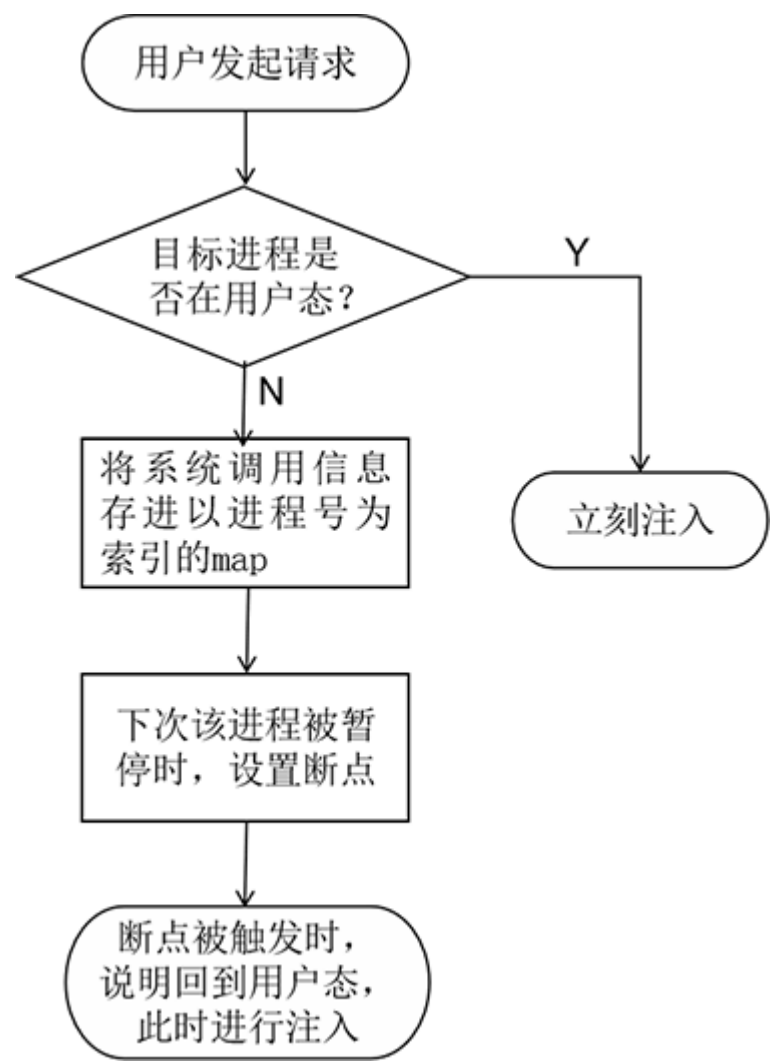 用户发起请求
目标进程是
否在用户态?
Y
N
将系统调用信息
存进以进程号为
索引的map
立刻注入
下次该进程被暂
停时，设置断点
断点被触发时，
说明回到用户态，
此时进行注入